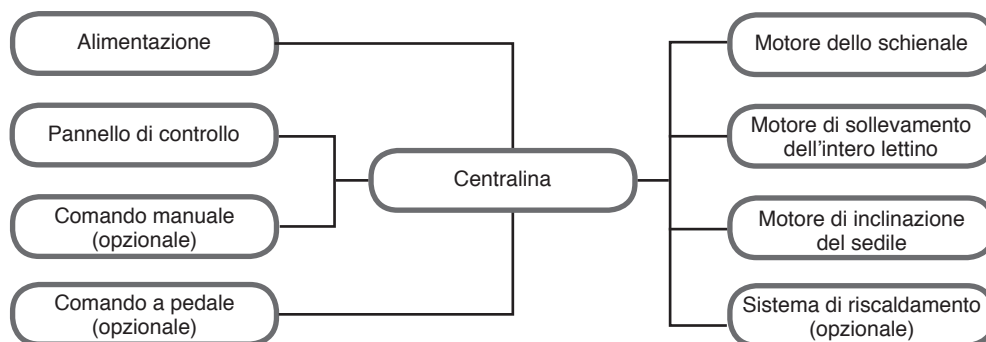 Alimentazione
Pannello di controllo
Comando manuale
(opzionale)
Comando a pedale
(opzionale)
Centralina
Motore dello schienale
Motore di sollevamento
dell'intero lettino
Motore di inclinazione
del sedile
Sistema di riscaldamento
(opzionale)